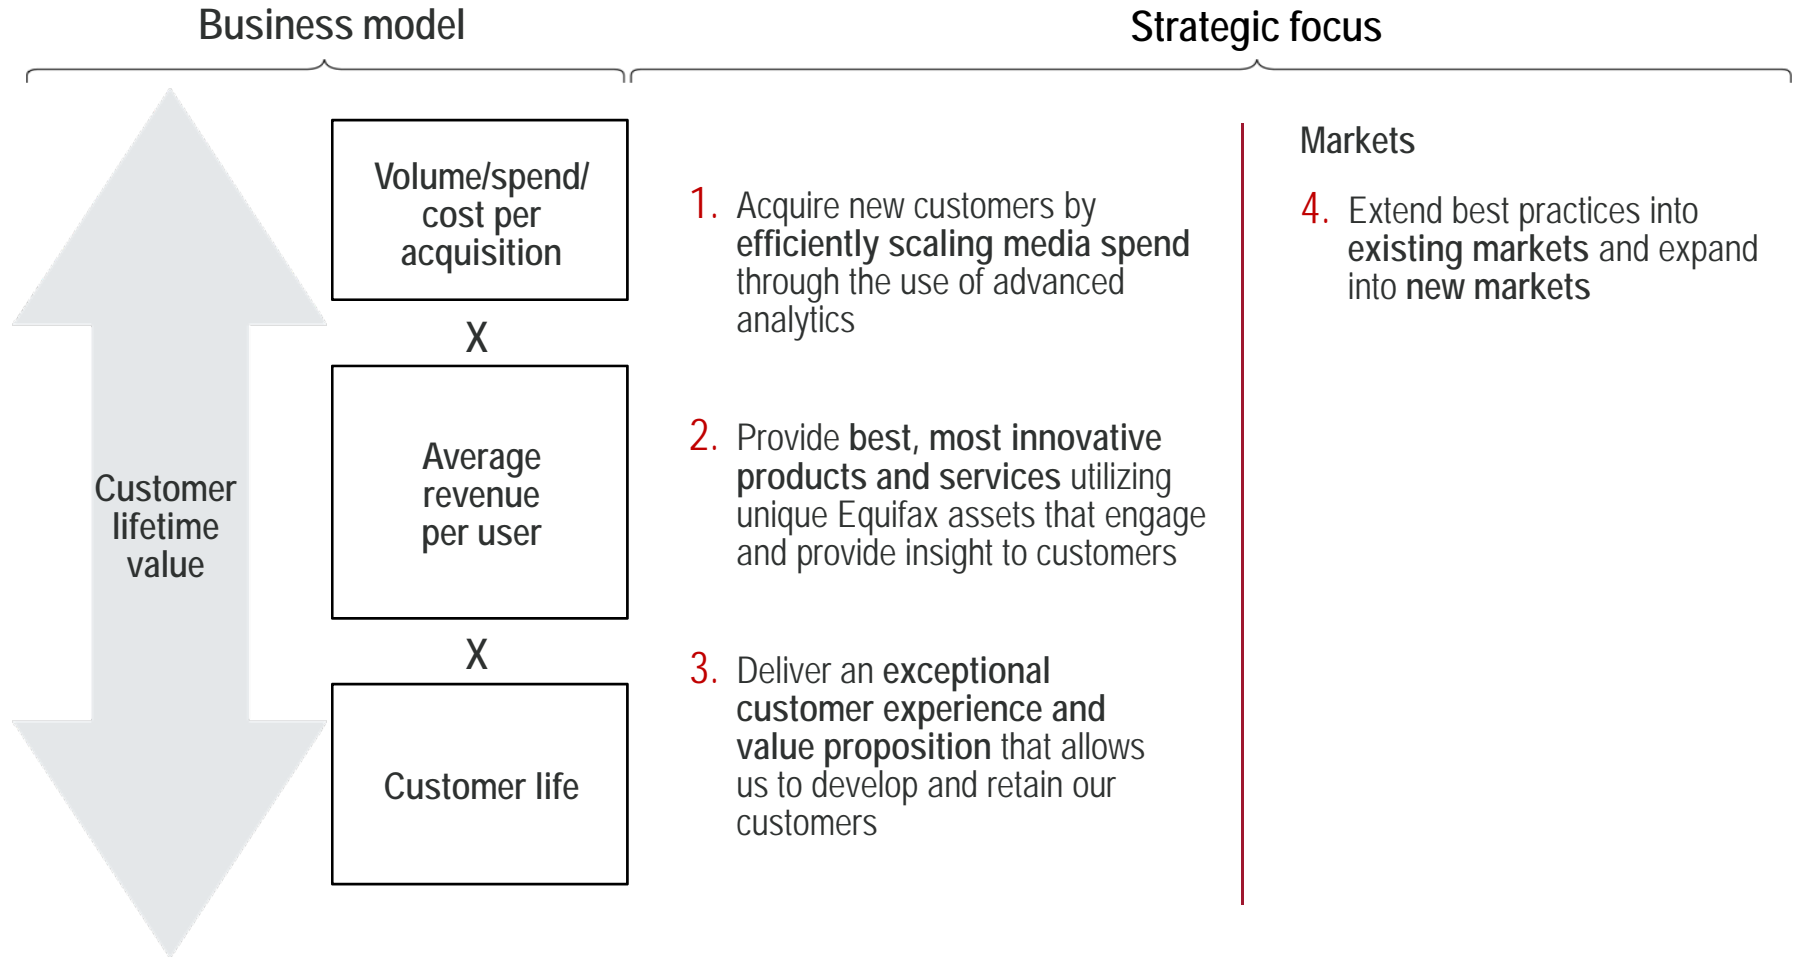 Business model
Strategic focus
Customer
lifetime
value
Volume/spend/
cost per
acquisition
X
Average
revenue
per user
X
Customer life
1. Acquire new customers by
efficiently scaling media spend
through the use of advanced
analytics
2. Provide best, most innovative
products and services utilizing
unique Equifax assets that engage
and provide insight to customers
3. Deliver an exceptional
customer experience and
value proposition that allows
us to develop and retain our
customers
Markets
4. Extend best practices into
existing markets and expand
into new markets